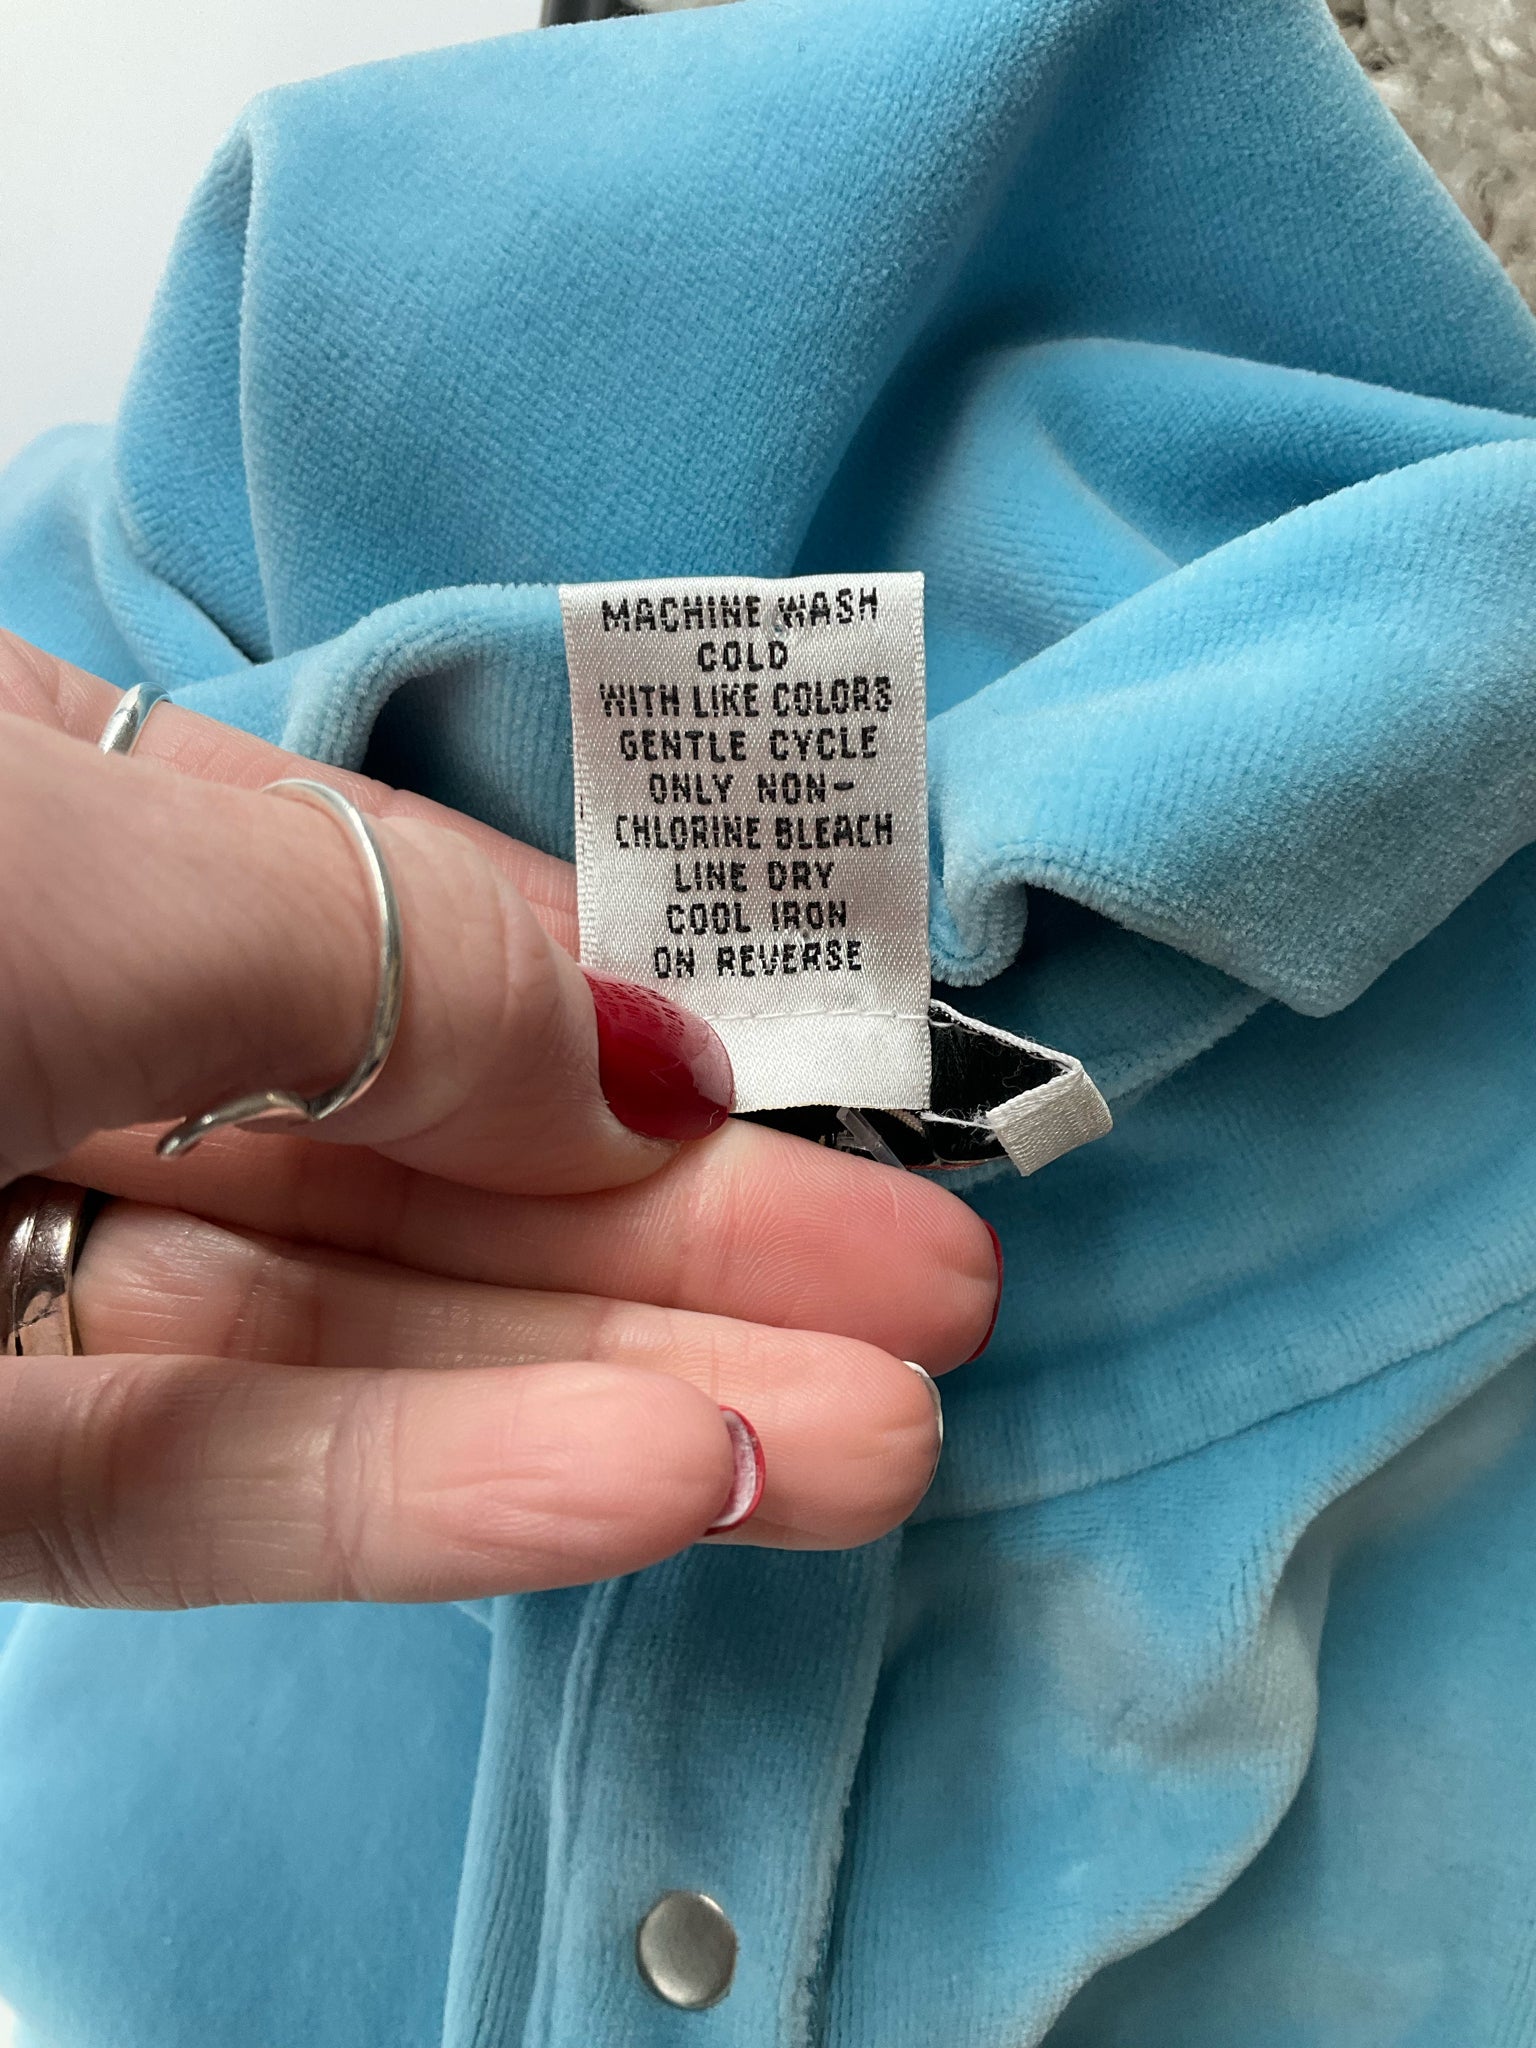 MACHINE WASH
COLD
WITH LIKE COLORS
GENTLE CYCLE
ONLY NON-
CHLORINE BLEACH
LINE DRY
COOL IRON
ON REVERSE